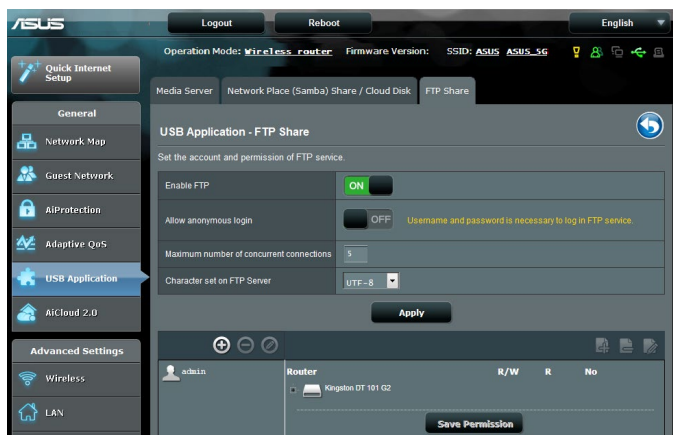 ASUS
Logout
Reboot
English
Operation Mode: Wireless router Firmware Version: SSID: ASUS ASUS_5G
Quick Internet
Setup
Media Server
Network Place (Samba) Share / Cloud Disk
FTP Share
General
Network Map
Guest Network
AiProtection
Adaptive QoS
USB Application
AiCloud 2.0
Advanced Settings
Wireless
LAN
USB Application - FTP Share
Set the account and permission of FTP service.
Enable FTP
ON
Allow anonymous login
OFF
Username and password is necessary to log in FTP service.
Maximum number of concurrent connections
5
Character set on FTP Server
UTF-8
Apply
admin
Router
R/W
R
No
Kingston DT 101 G2
Save Permission